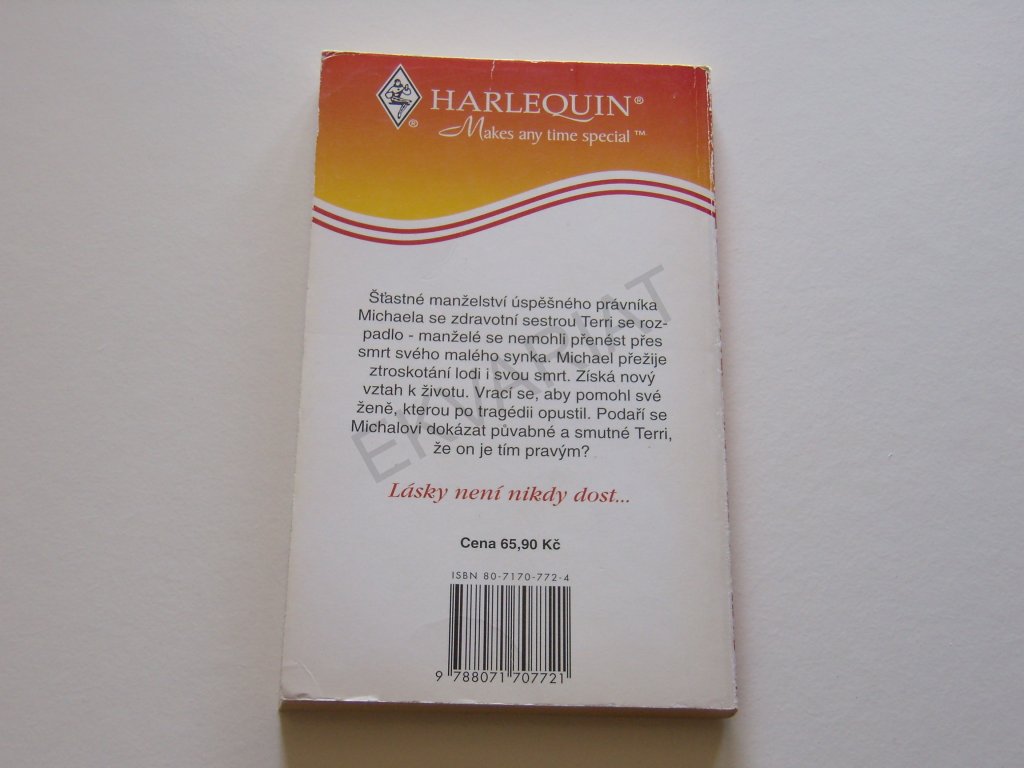 HARLEQUIN®
®
Makes any time special™
Šťastné manželství úspěšného právníka
Michaela se zdravotní sestrou Terri se roz-
padlo - manželé se nemohli přenést přes
smrt svého malého synka. Michael přežije
ztroskotání lodi i svou smrt. Získá nový
vztah k životu. Vrací se, aby pomohl své
ženě, kterou po tragédii opustil. Podaří se
Michalovi dokázat půvabné a smutné Terri,
že on je tím pravým?
EKVARIAT
Lásky není nikdy dost...
Cena 65,90 Kč
ISBN 80-7170-772-4
9 788071 707721